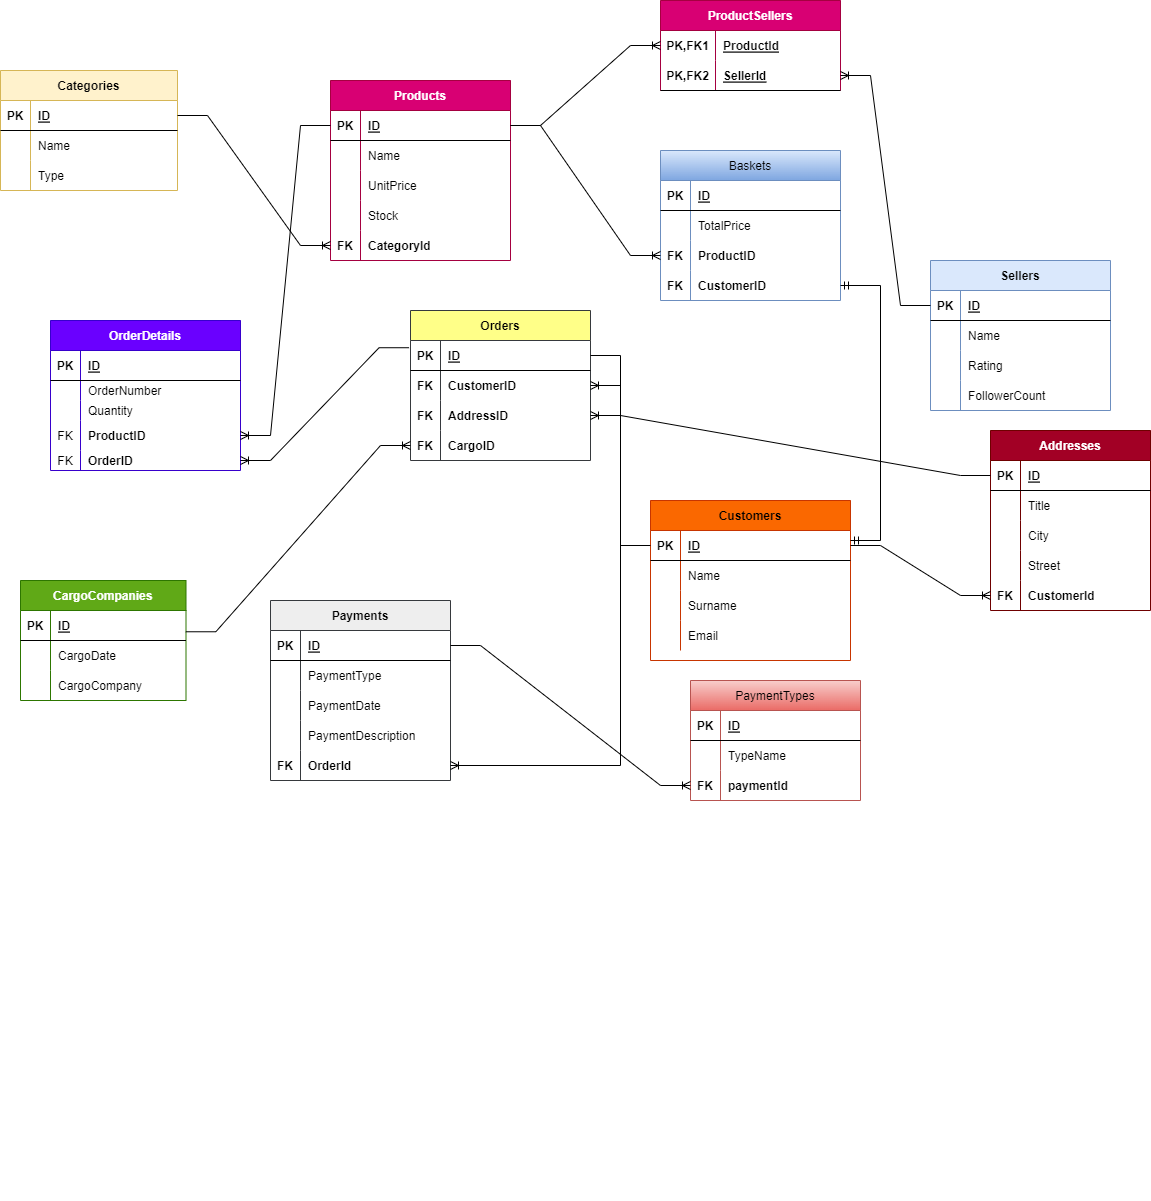 ProductSellers
PK,FK1 ProductId
PK,FK2 SellerId
Categories
PK ID
Name
Type
Products
PK ID
Name
UnitPrice
Stock
FK CategoryId
Baskets
PK ID
TotalPrice
FK ProductID
FK CustomerID
Sellers
PK ID
Name
Rating
FollowerCount
OrderDetails
PK ID
OrderNumber
Quantity
FK ProductID
FK OrderID
Orders
PK ID
FK CustomerID
FK AddressID
FK CargoID
Addresses
PK ID
Title
City
Street
FK CustomerId
Customers
PK ID
Name
Surname
Email
CargoCompanies
PK ID
CargoDate
CargoCompany
Payments
PK ID
PaymentType
PaymentDate
PaymentDescription
FK OrderId
PaymentTypes
PK ID
TypeName
FK paymentId